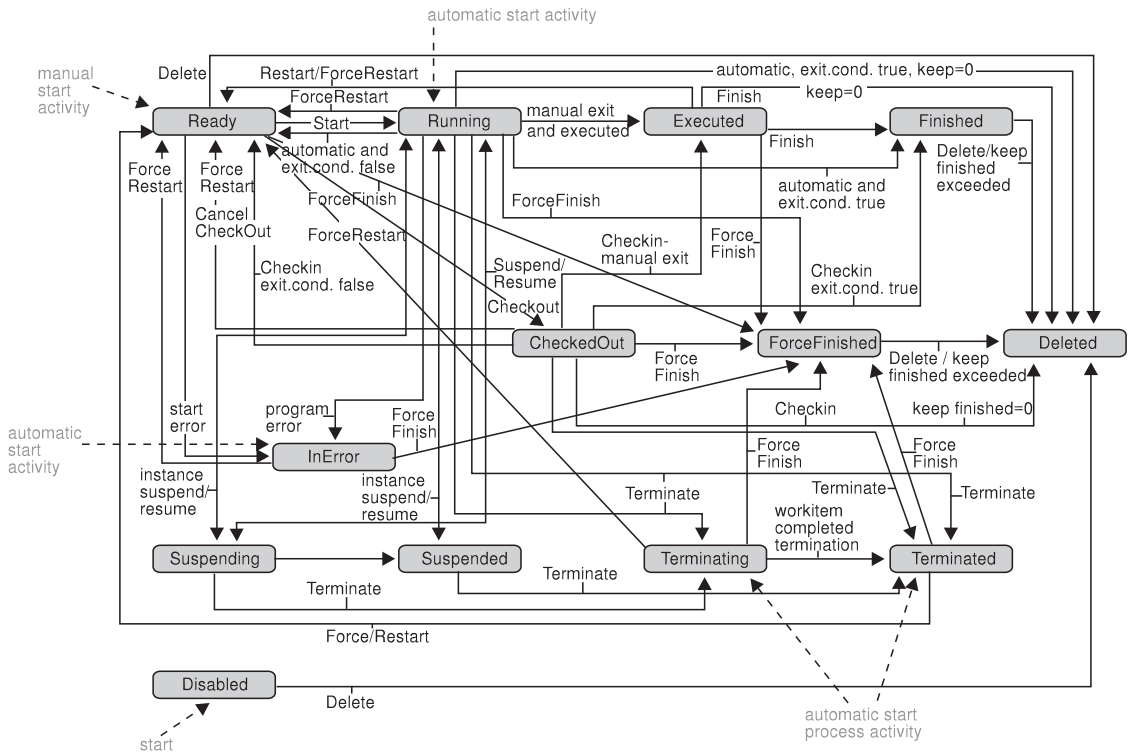 automatic start activity
manual
start
activity
Delete
Restart/ForceRestart
automatic, exit.cond. true, keep=0
ForceRestart
Finish
keep=0
Ready
Start
Running
manual exit
and executed
Executed
Finish
Finished
automatic and
exit.cond. false
Delete/keep
finished
exceeded
Force
Restart
Force
Restart
automatic and
exit.cond. true
ForceFinish
ForceFinish
Cancel
CheckOut
ForceRestart
Force
Finish
Checkin-
manual exit
Suspend/
Resume
Checkin
exit.cond. false
Checkin
exit.cond. true
Checkout
CheckedOut
Force
Finish
ForceFinished
Delete / keep
finished exceeded
Deleted
start
error
program
error
Force
Finish
Checkin
keep finished=0
automatic
start
activity
InError
Force
Finish
Force
Finish
instance
suspend/
resume
instance
suspend/
resume
Terminate
Terminate
Terminate
workitem
completed
termination
Suspending
Suspended
Terminating
Terminated
Terminate
Terminate
Force/Restart
Disabled
Delete
start
automatic start
process activity